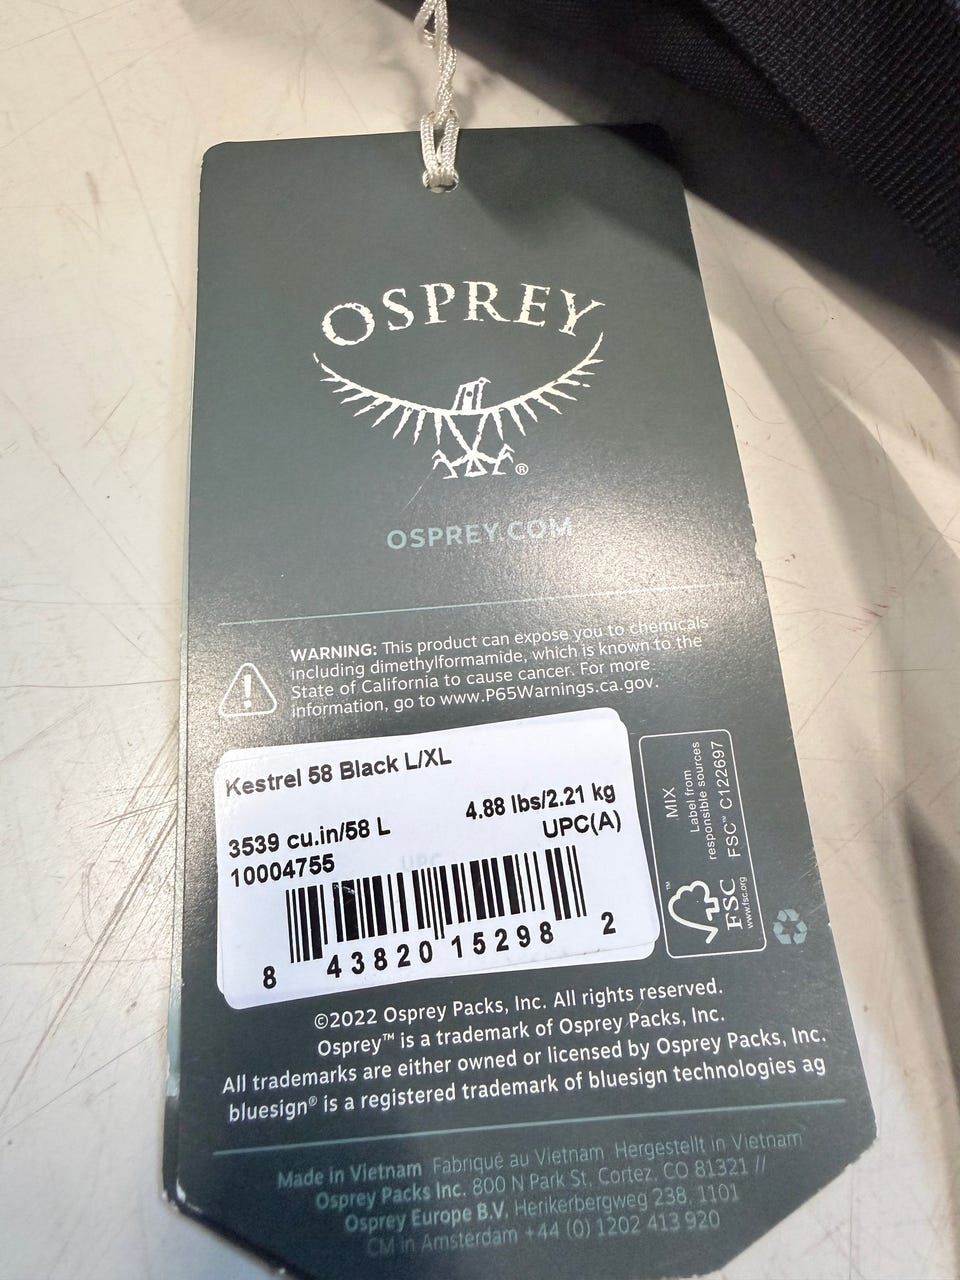 OSPREY
®
OSPREY.COM
WARNING: This product can expose you to chemicals
including dimethylformamide, which is known to the
State of California to cause cancer. For more
information, go to www.P65Warnings.ca.gov.
Kestrel 58 Black L/XL
3539 cu.in/58 L 4.88 lbs/2.21 kg
10004755 UPC(A)
UPC
8 43820 15298 2
MIX
Label from
responsible sources
FSC™ C122697
™
FSC
www.fsc.org
©2022 Osprey Packs, Inc. All rights reserved.
Osprey™ is a trademark of Osprey Packs, Inc.
All trademarks are either owned or licensed by Osprey Packs, Inc.
bluesign® is a registered trademark of bluesign technologies ag
Made in Vietnam Fabriqué au Vietnam Hergestellt in Vietnam
Osprey Packs Inc. 800 N Park St, Cortez, CO 81321 //
Osprey Europe B.V, Herikerbergweg 238, 1101
CM in Amsterdam +44 (0) 1202 413 920